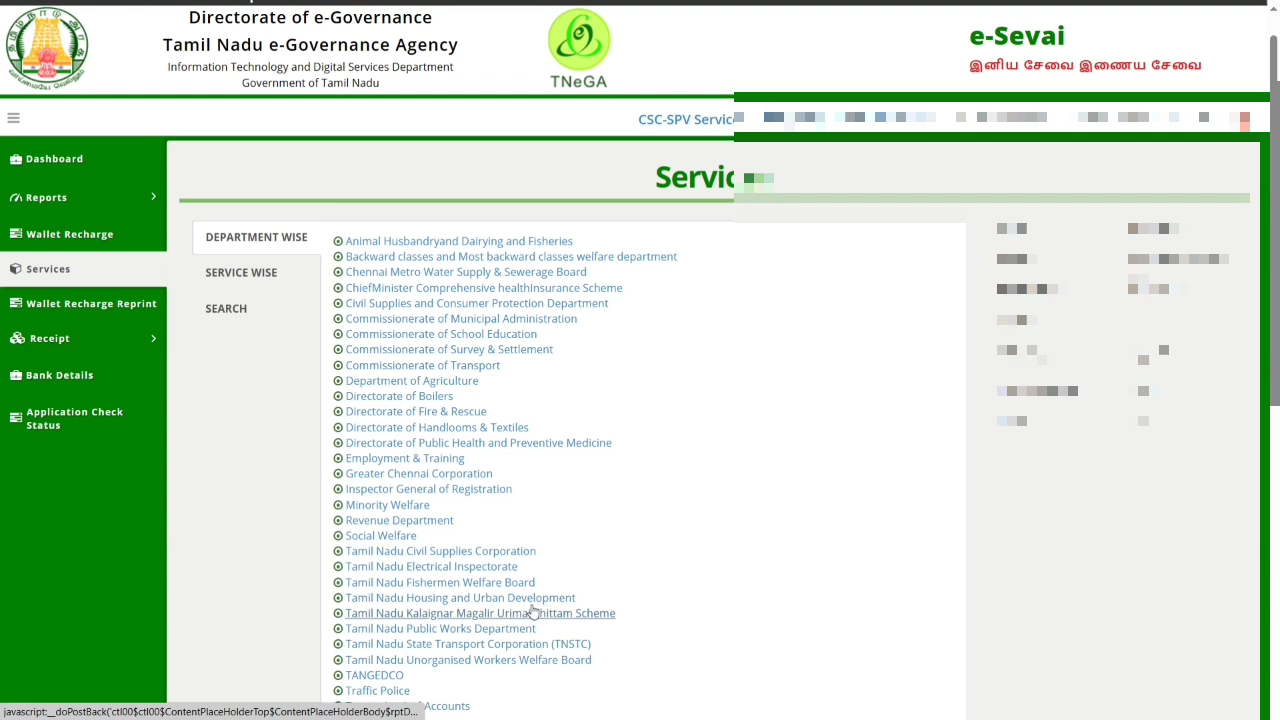 Directorate of e-Governance
Tamil Nadu e-Governance Agency
Information Technology and Digital Services Department
Government of Tamil Nadu
TNeGA
e-Sevai
இனிய சேவை இணைய சேவை
CSC-SPV
Dashboard
Reports
Wallet Recharge
Services
Wallet Recharge Reprint
Receipt
Bank Details
Application Check
Status
DEPARTMENT WISE
SERVICE WISE
SEARCH
Animal Husbandryand Dairying and Fisheries
Backward classes and Most backward classes welfare department
Chennai Metro Water Supply & Sewerage Board
ChiefMinister Comprehensive healthInsurance Scheme
Civil Supplies and Consumer Protection Department
Commissionerate of Municipal Administration
Commissionerate of School Education
Commissionerate of Survey & Settlement
Commissionerate of Transport
Department of Agriculture
Directorate of Boilers
Directorate of Fire & Rescue
Directorate of Handlooms & Textiles
Directorate of Public Health and Preventive Medicine
Employment & Training
Greater Chennai Corporation
Inspector General of Registration
Minority Welfare
Revenue Department
Social Welfare
Tamil Nadu Civil Supplies Corporation
Tamil Nadu Electrical Inspectorate
Tamil Nadu Fishermen Welfare Board
Tamil Nadu Housing and Urban Development
Tamil Nadu Kalaignar Magalir Scheme
Tamil Nadu Public Works Department
Tamil Nadu State Transport Corporation (TNSTC)
Tamil Nadu Unorganised Workers Welfare Board
TANGEDCO
Traffic Police
Accounts
javascript:__doPostBack('ctl00$ctl00$ContentPlaceHolderTop$ContentPlaceHolderBody$rptD...